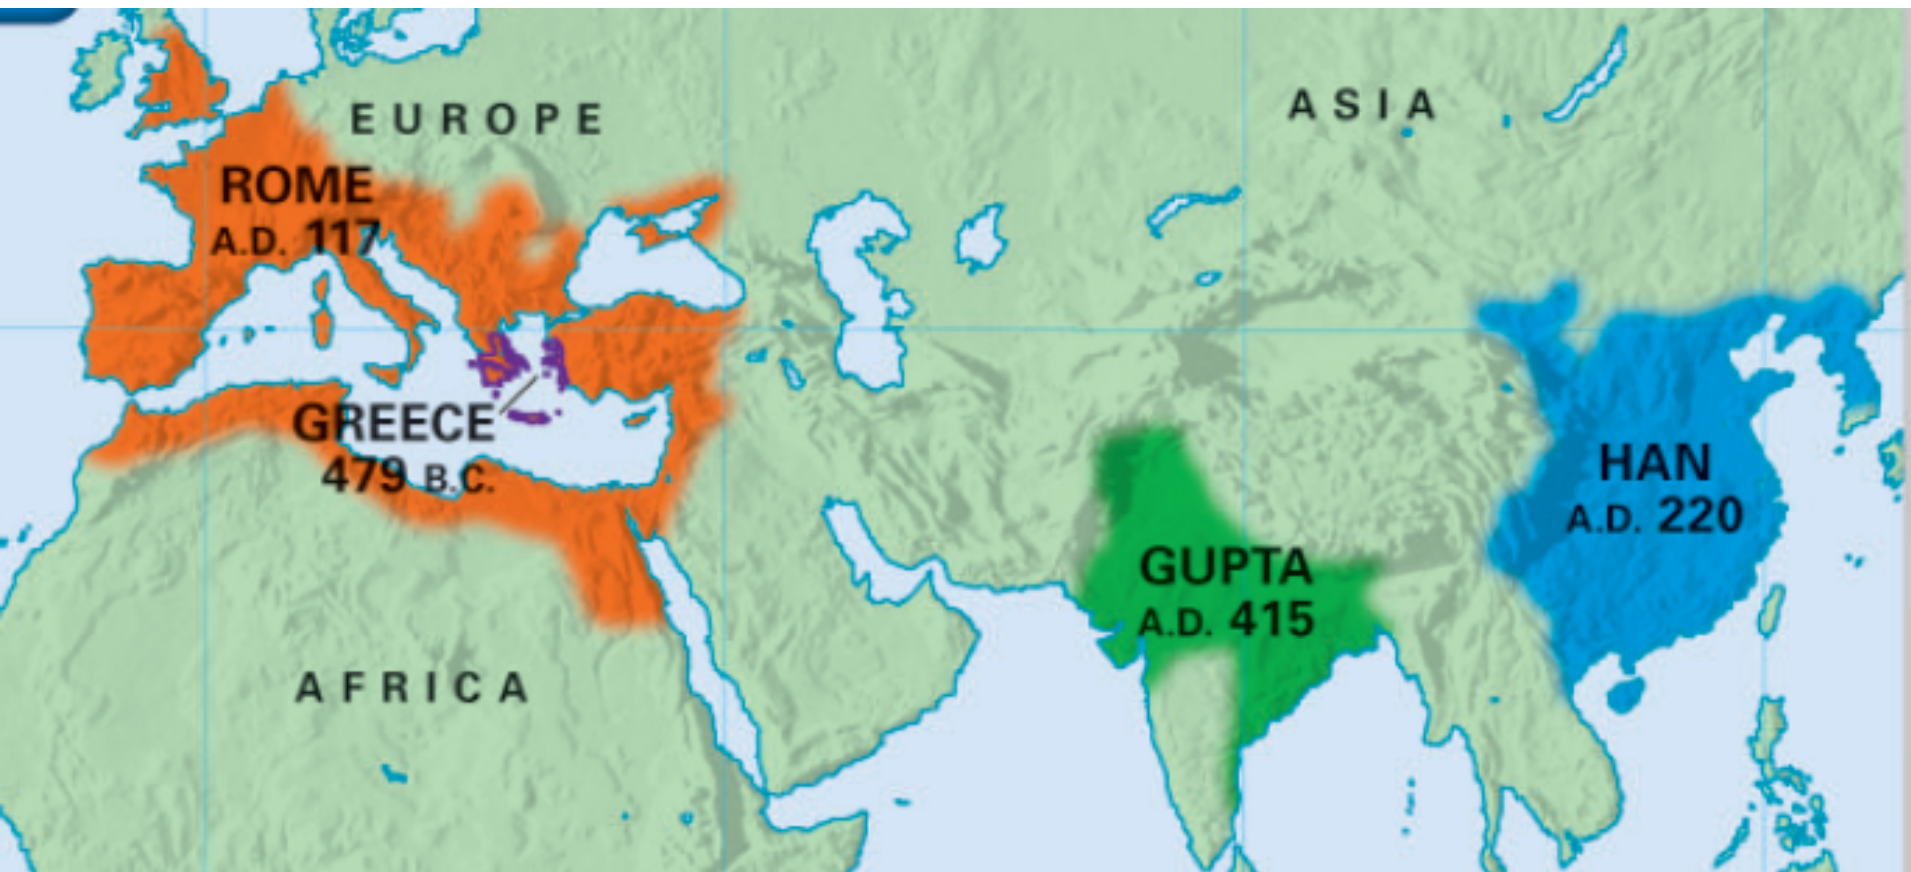 EUROPE
ASIA
ROME
A.D. 117
GREECE
479 B.C.
HAN
A.D. 220
GUPTA
A.D. 415
AFRICA